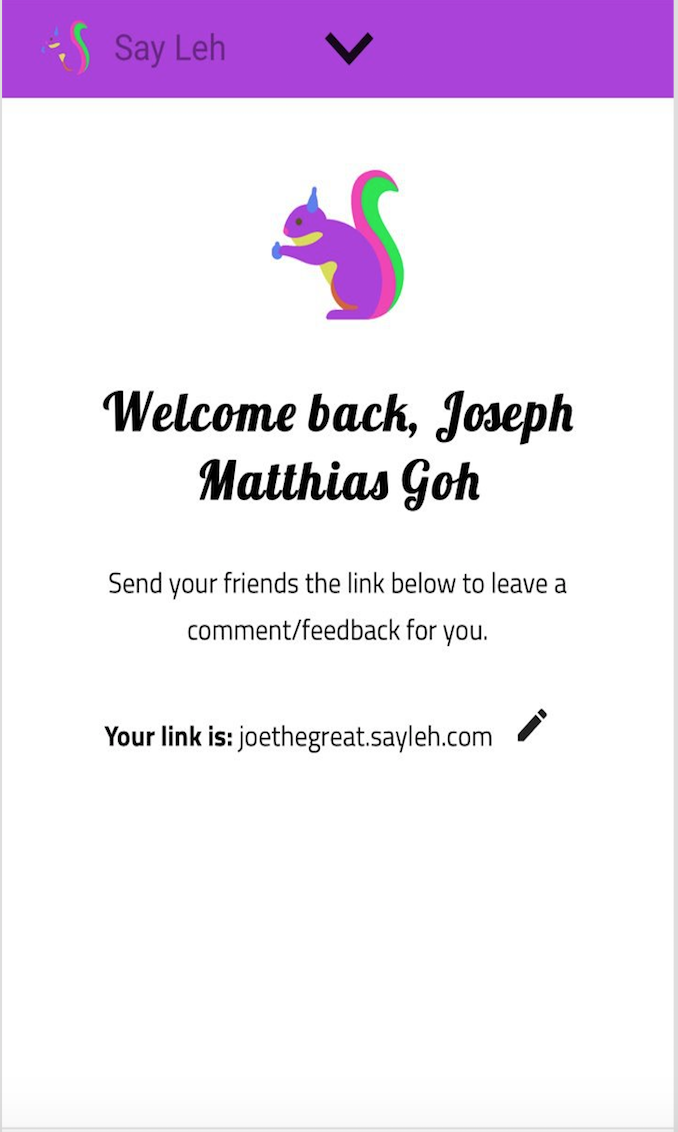 Say Leh
Welcome back, Joseph
Matthias Goh
Send your friends the link below to leave a
comment/feedback for you.
Your link is: joethegreat.sayleh.com